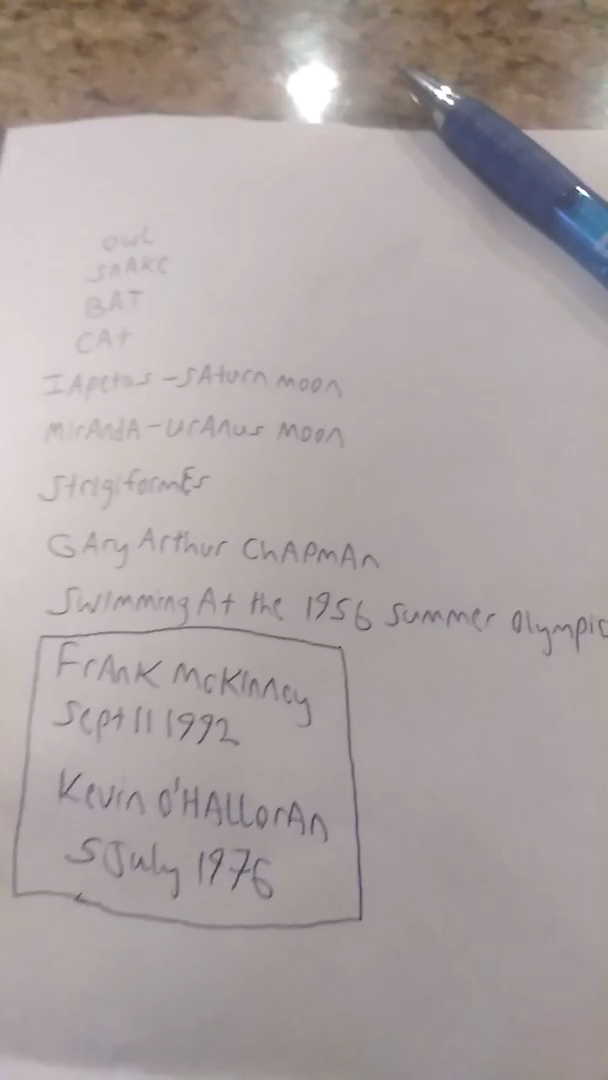 OWL
SNAKE
BAT
CAt
IApetus - SAturn moon
MirAndA - UrAnus Moon
StrigiformEs
GAry Arthur ChAPmAn
Swimming At the 1956 Summer Olympic
FrAnK McKInney
Sept 11 1992
Kevin O'HAllorAn
5 July 1976